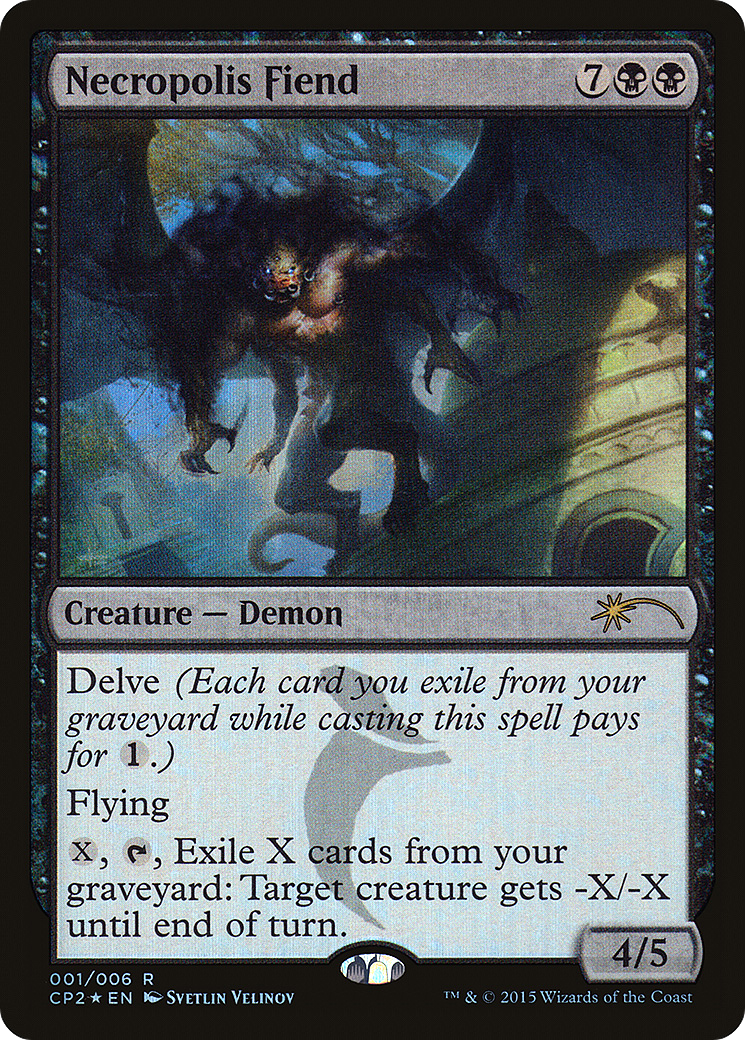 Necropolis Fiend 7
Creature — Demon
Delve (Each card you exile from your
graveyard while casting this spell pays
for 1.)
Flying
X, , Exile X cards from your
graveyard: Target creature gets -X/-X
until end of turn.
4/5
001/006 R
CP2★EN Svetlin Velinov
™ & © 2015 Wizards of the Coast